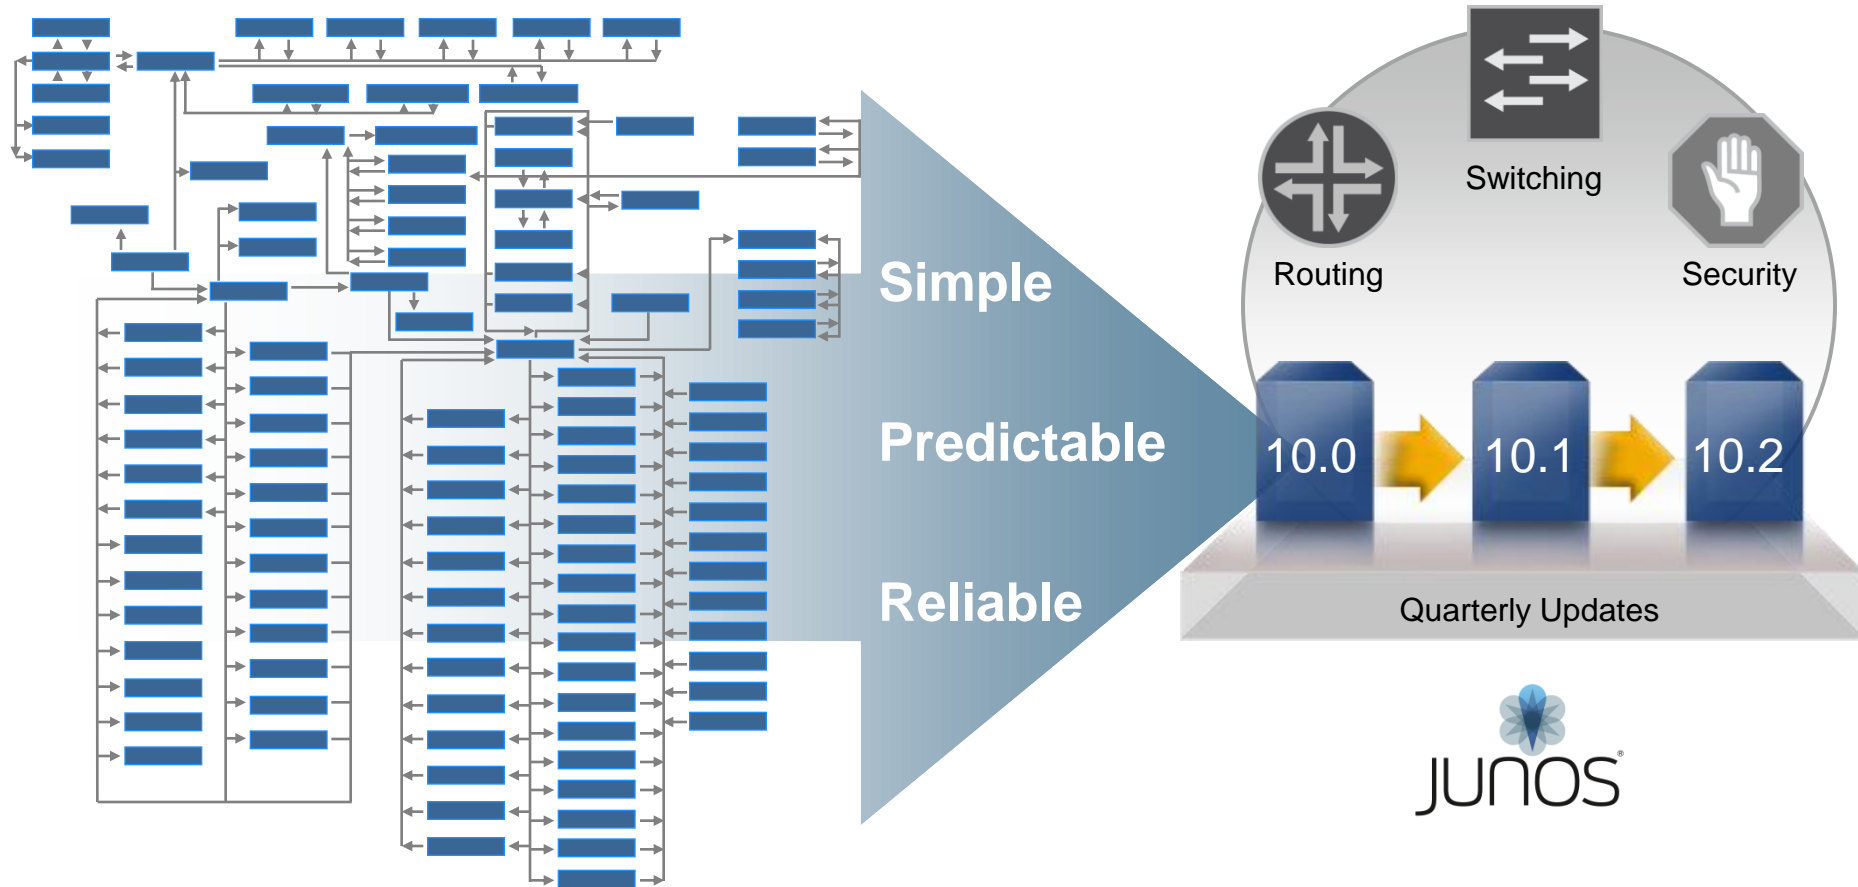 Switching
Routing
Security
Simple
Predictable
Reliable
10.0
10.1
10.2
Quarterly Updates
JUNOS®